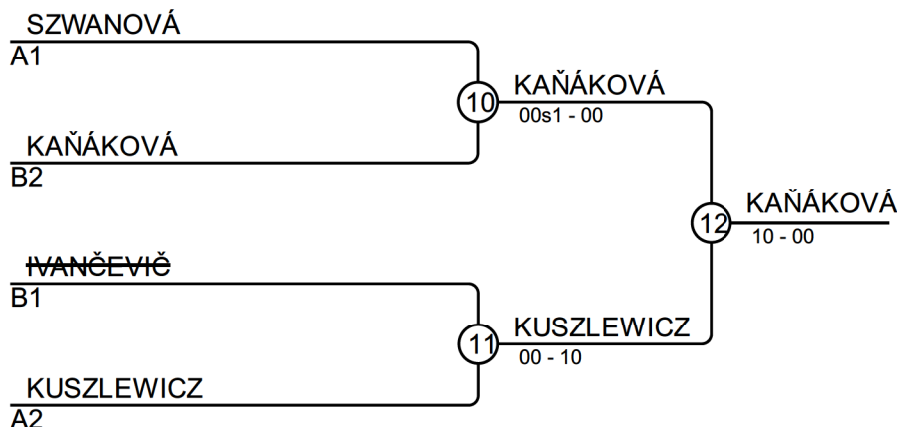 SZWANOVÁ
A1
10
KAŇÁKOVÁ
00s1 - 00
KAŇÁKOVÁ
B2
12
KAŇÁKOVÁ
10 - 00
IVANČEVIČ
B1
11
KUSZLEWICZ
00 - 10
KUSZLEWICZ
A2